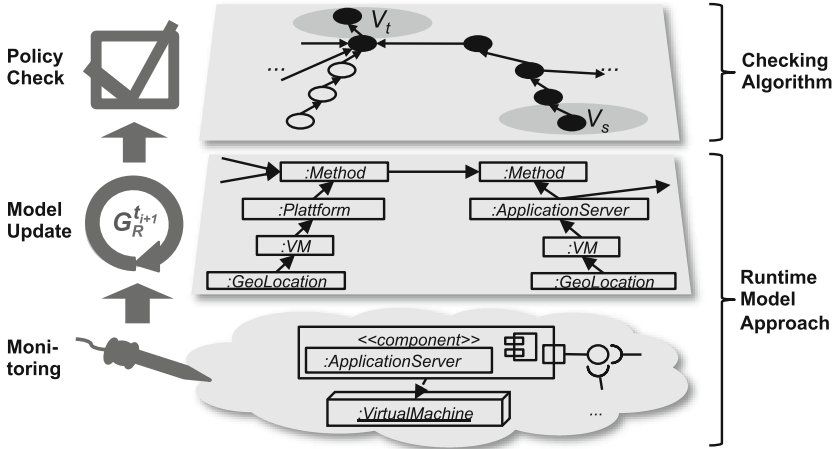 Policy
Check
V_t
...
...
V_s
Checking
Algorithm
Model
Update
G_R^{t_{i+1}}
:Method
:Method
:Plattform
:ApplicationServer
:VM
:VM
:GeoLocation
:GeoLocation
Runtime
Model
Approach
Moni-
toring
<<component>>
:ApplicationServer
:VirtualMachine
...